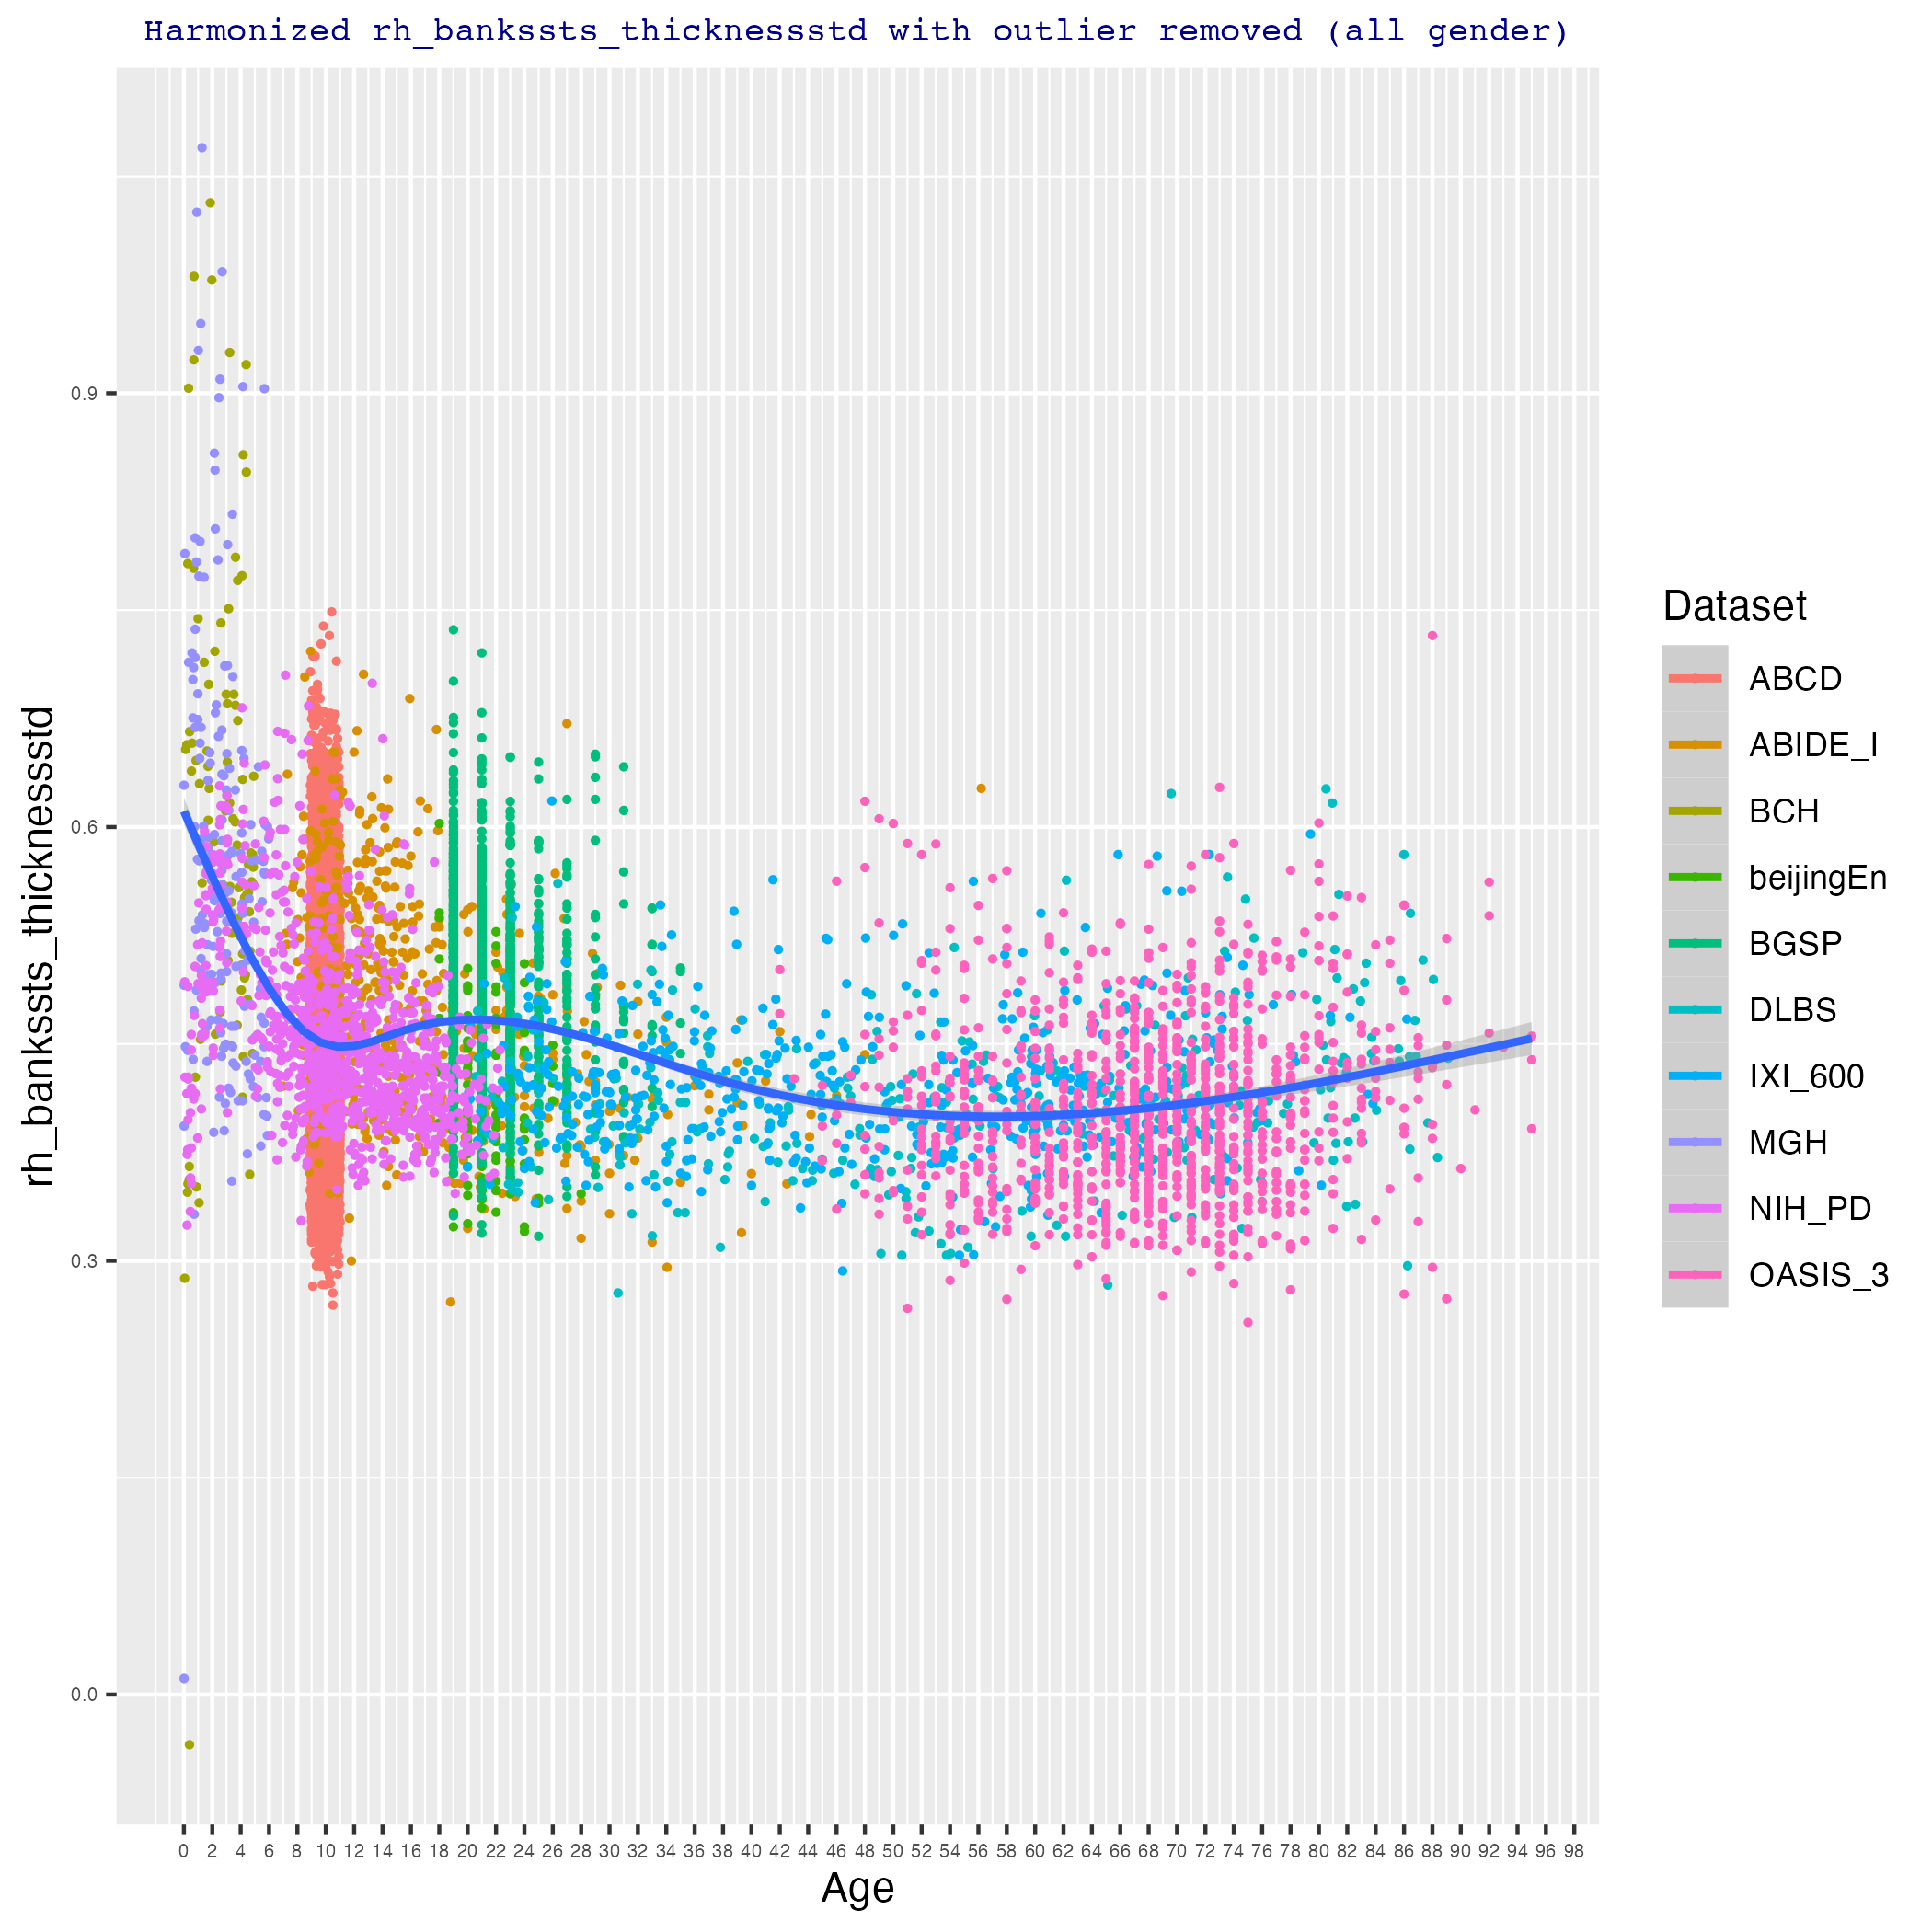 Harmonized rh_bankssts_thicknessstd with outlier removed (all gender)
rh_bankssts_thicknessstd
0.9
0.6
0.3
0.0
0 2 4 6 8 10 12 14 16 18 20 22 24 26 28 30 32 34 36 38 40 42 44 46 48 50 52 54 56 58 60 62 64 66 68 70 72 74 76 78 80 82 84 86 88 90 92 94 96 98
Age
Dataset
ABCD
ABIDE_I
BCH
beijingEn
BGSP
DLBS
IXI_600
MGH
NIH_PD
OASIS_3